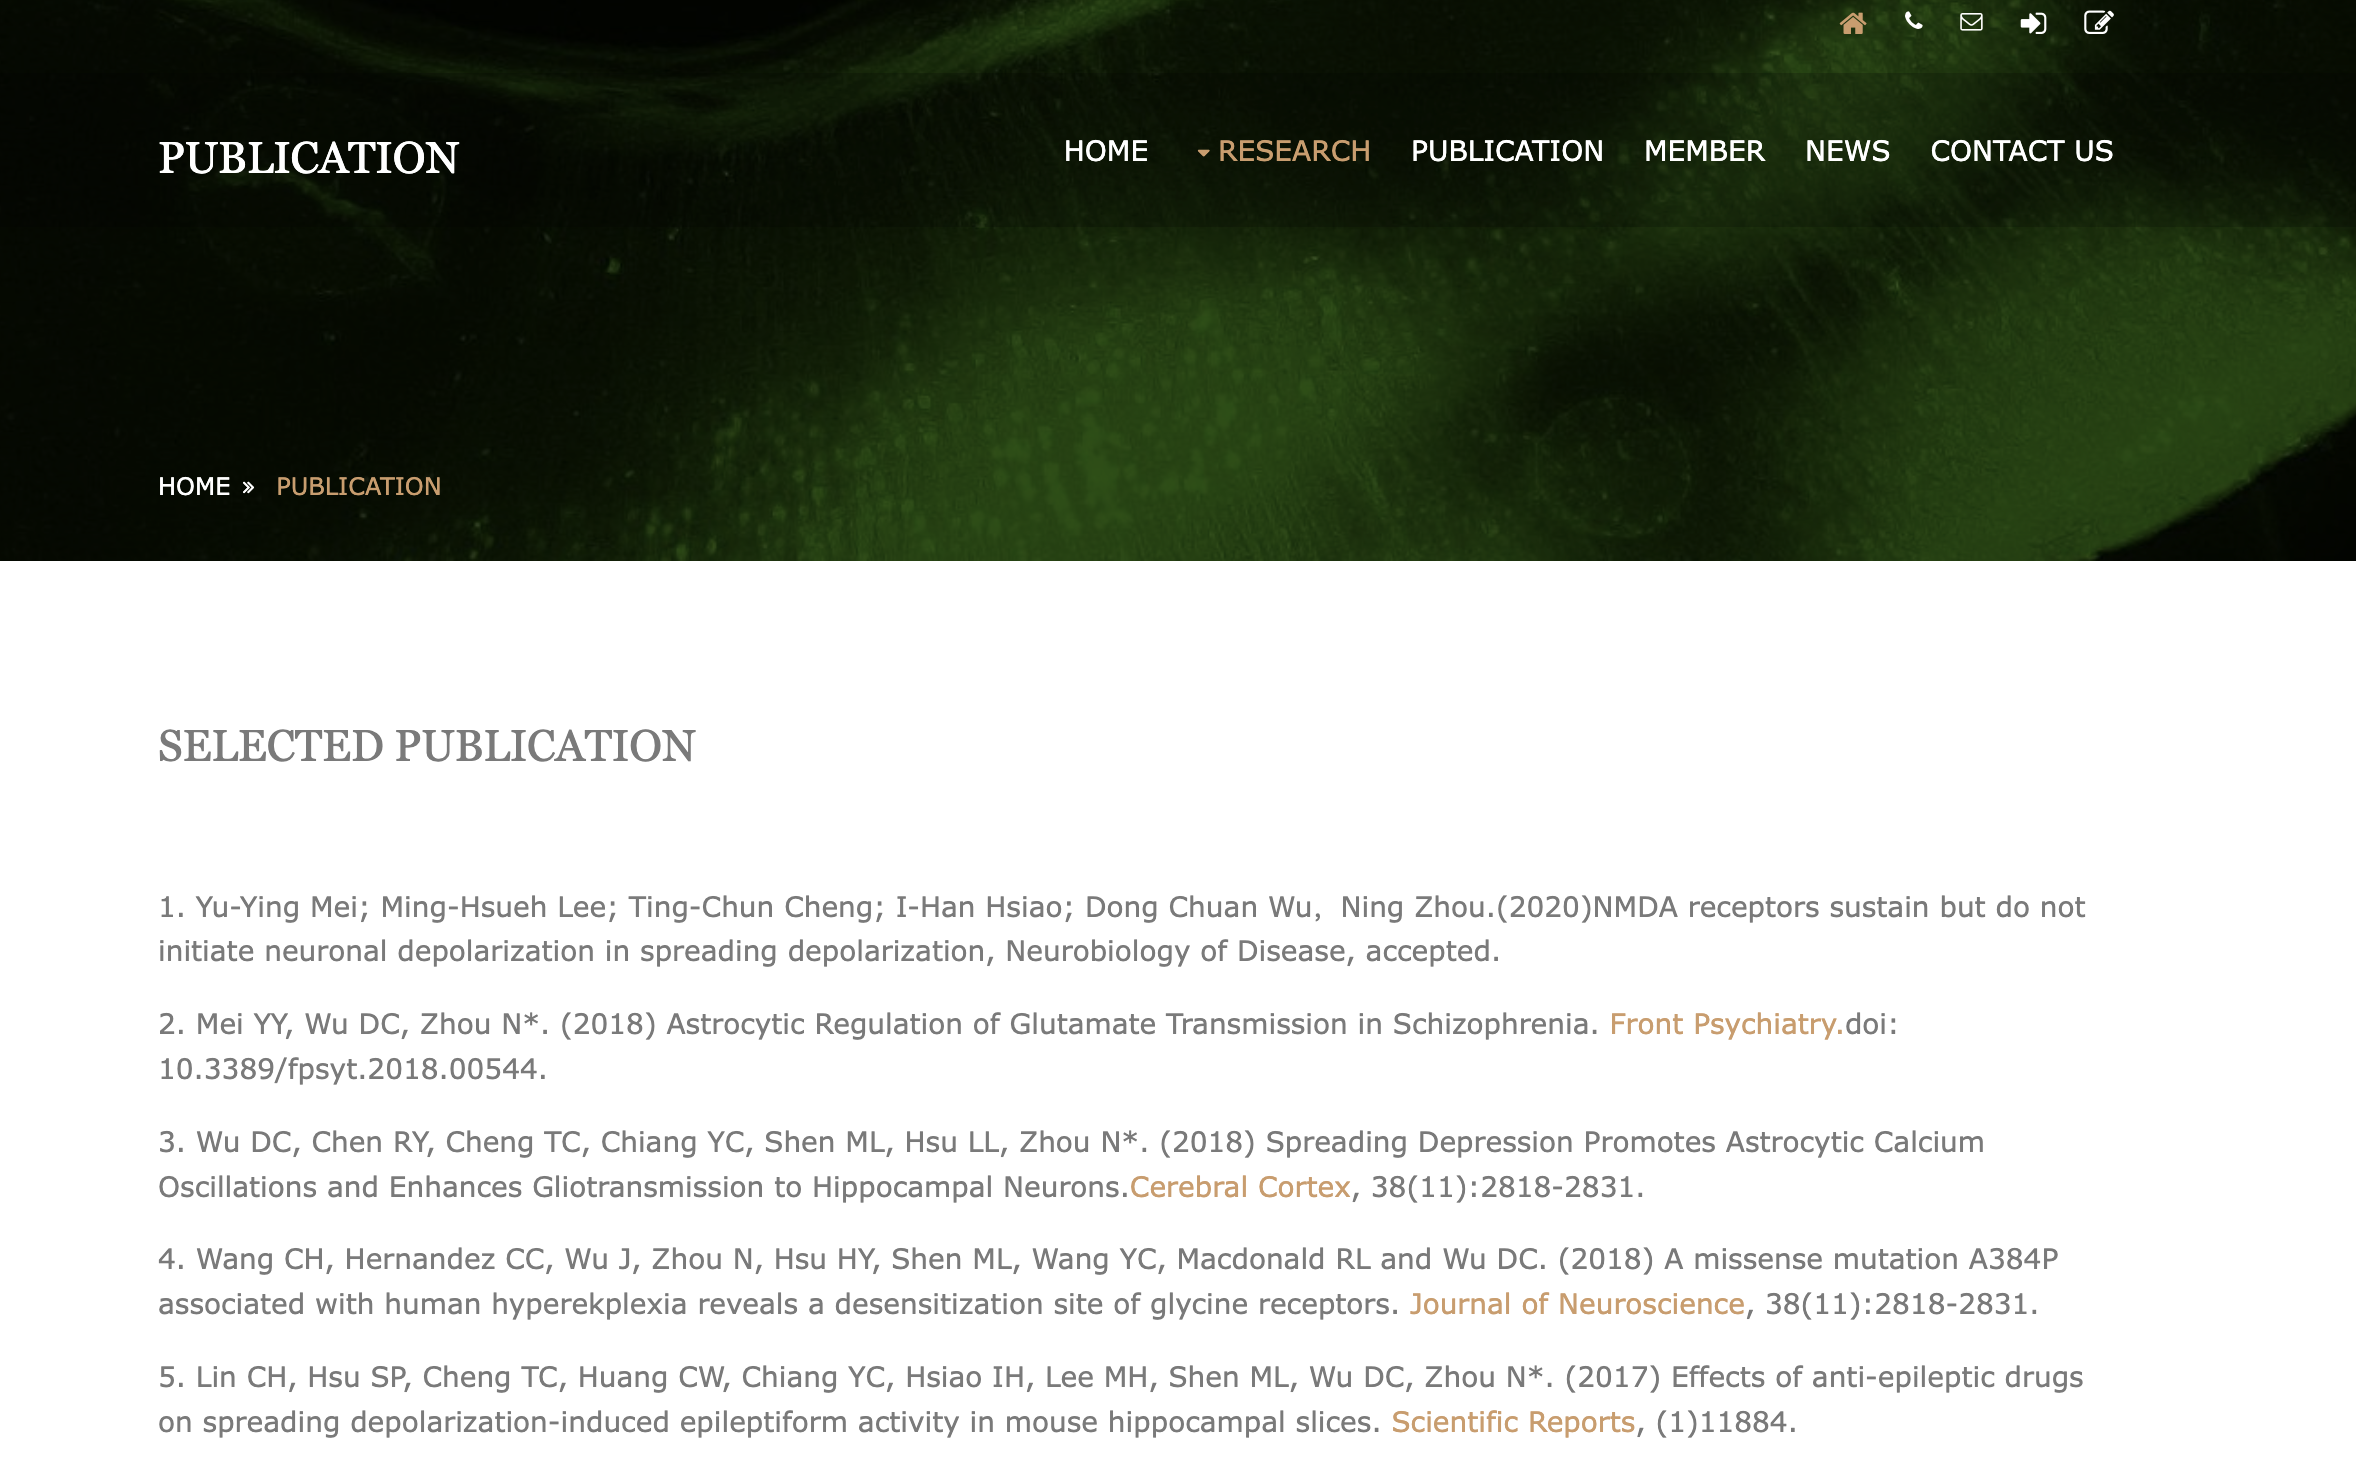 PUBLICATION
HOME RESEARCH PUBLICATION MEMBER NEWS CONTACT US
HOME » PUBLICATION
SELECTED PUBLICATION
1. Yu-Ying Mei; Ming-Hsueh Lee; Ting-Chun Cheng; I-Han Hsiao; Dong Chuan Wu，Ning Zhou.(2020)NMDA receptors sustain but do not
initiate neuronal depolarization in spreading depolarization, Neurobiology of Disease, accepted.
2. Mei YY, Wu DC, Zhou N*. (2018) Astrocytic Regulation of Glutamate Transmission in Schizophrenia. Front Psychiatry.doi:
10.3389/fpsyt.2018.00544.
3. Wu DC, Chen RY, Cheng TC, Chiang YC, Shen ML, Hsu LL, Zhou N*. (2018) Spreading Depression Promotes Astrocytic Calcium
Oscillations and Enhances Gliotransmission to Hippocampal Neurons.Cerebral Cortex, 38(11):2818-2831.
4. Wang CH, Hernandez CC, Wu J, Zhou N, Hsu HY, Shen ML, Wang YC, Macdonald RL and Wu DC. (2018) A missense mutation A384P
associated with human hyperekplexia reveals a desensitization site of glycine receptors. Journal of Neuroscience, 38(11):2818-2831.
5. Lin CH, Hsu SP, Cheng TC, Huang CW, Chiang YC, Hsiao IH, Lee MH, Shen ML, Wu DC, Zhou N*. (2017) Effects of anti-epileptic drugs
on spreading depolarization-induced epileptiform activity in mouse hippocampal slices. Scientific Reports, (1)11884.